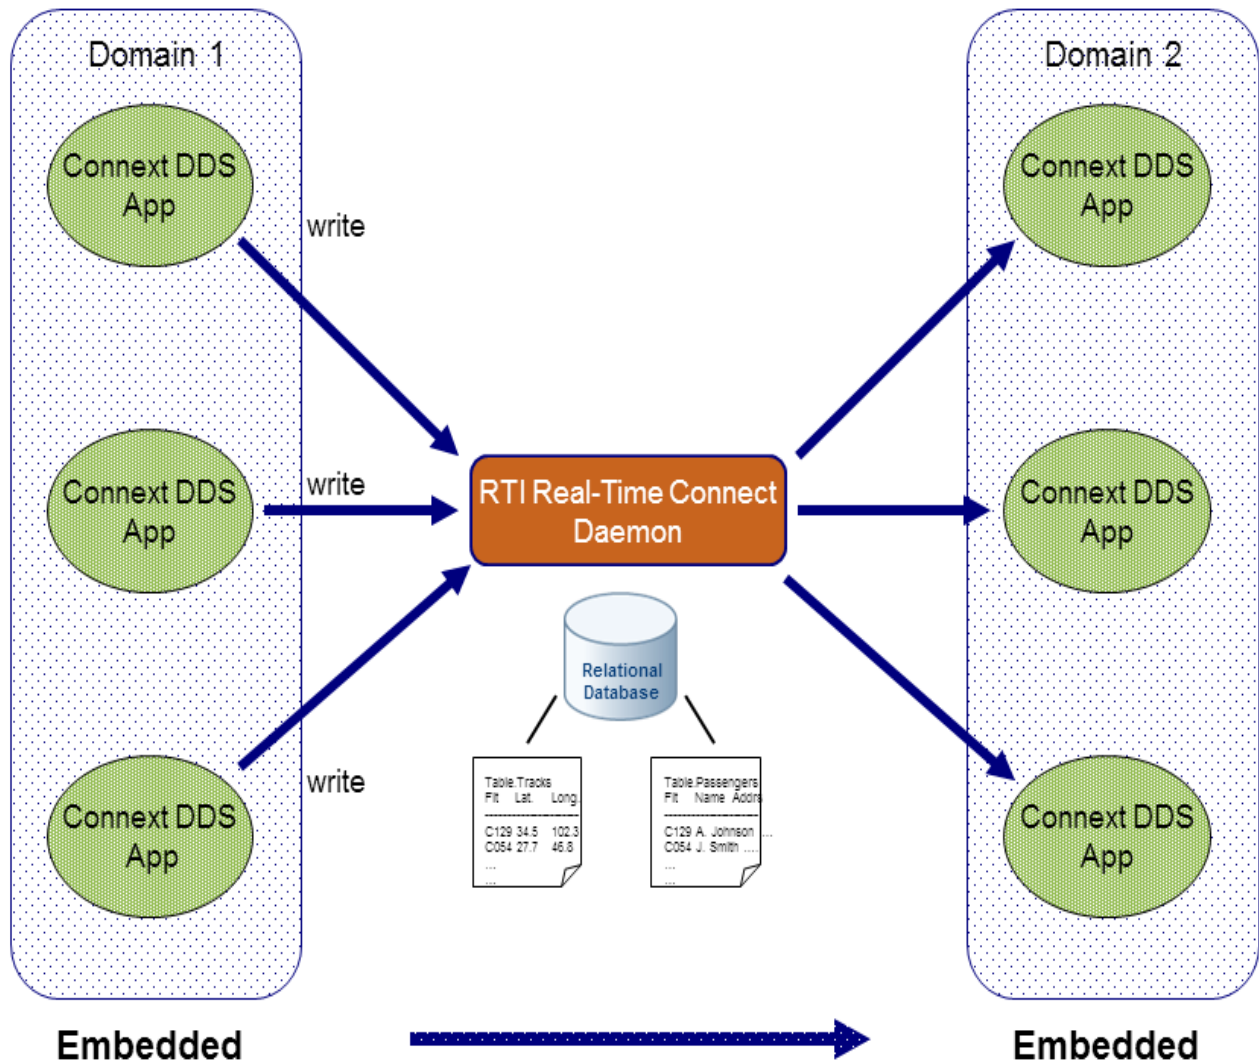 Domain 1
Domain 2
Connext DDS
App
Connext DDS
App
write
Connext DDS
App
write
RTI Real-Time Connect
Daemon
Connext DDS
App
Relational
Database
Connext DDS
App
write
Table.Tracks
Flt Lat. Long.
C129 34.5 102.3
C054 27.7 46.8
...
...
Table.Passengers
Flt Name Addrs
C129 A. Johnson ...
C054 J. Smith ....
...
...
Connext DDS
App
Embedded
Embedded